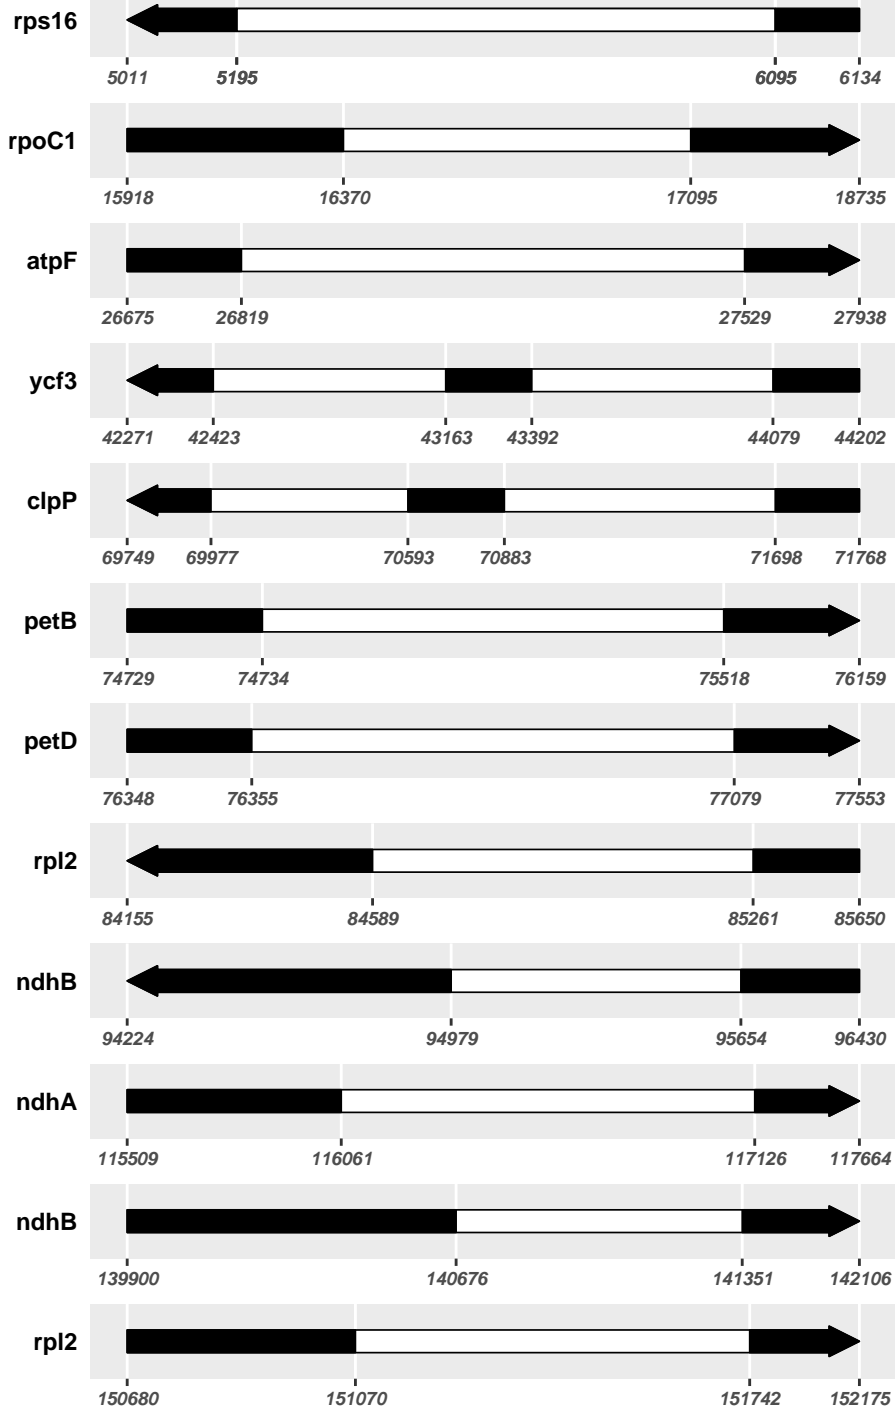 rps16
5011 5195 6095 6134
rpoC1
15918 16370 17095 18735
atpF
26675 26819 27529 27938
ycf3
42271 42423 43163 43392 44079 44202
clpP
69749 69977 70593 70883 71698 71768
petB
74729 74734 75518 76159
petD
76348 76355 77079 77553
rpl2
84155 84589 85261 85650
ndhB
94224 94979 95654 96430
ndhA
115509 116061 117126 117664
ndhB
139900 140676 141351 142106
rpl2
150680 151070 151742 152175